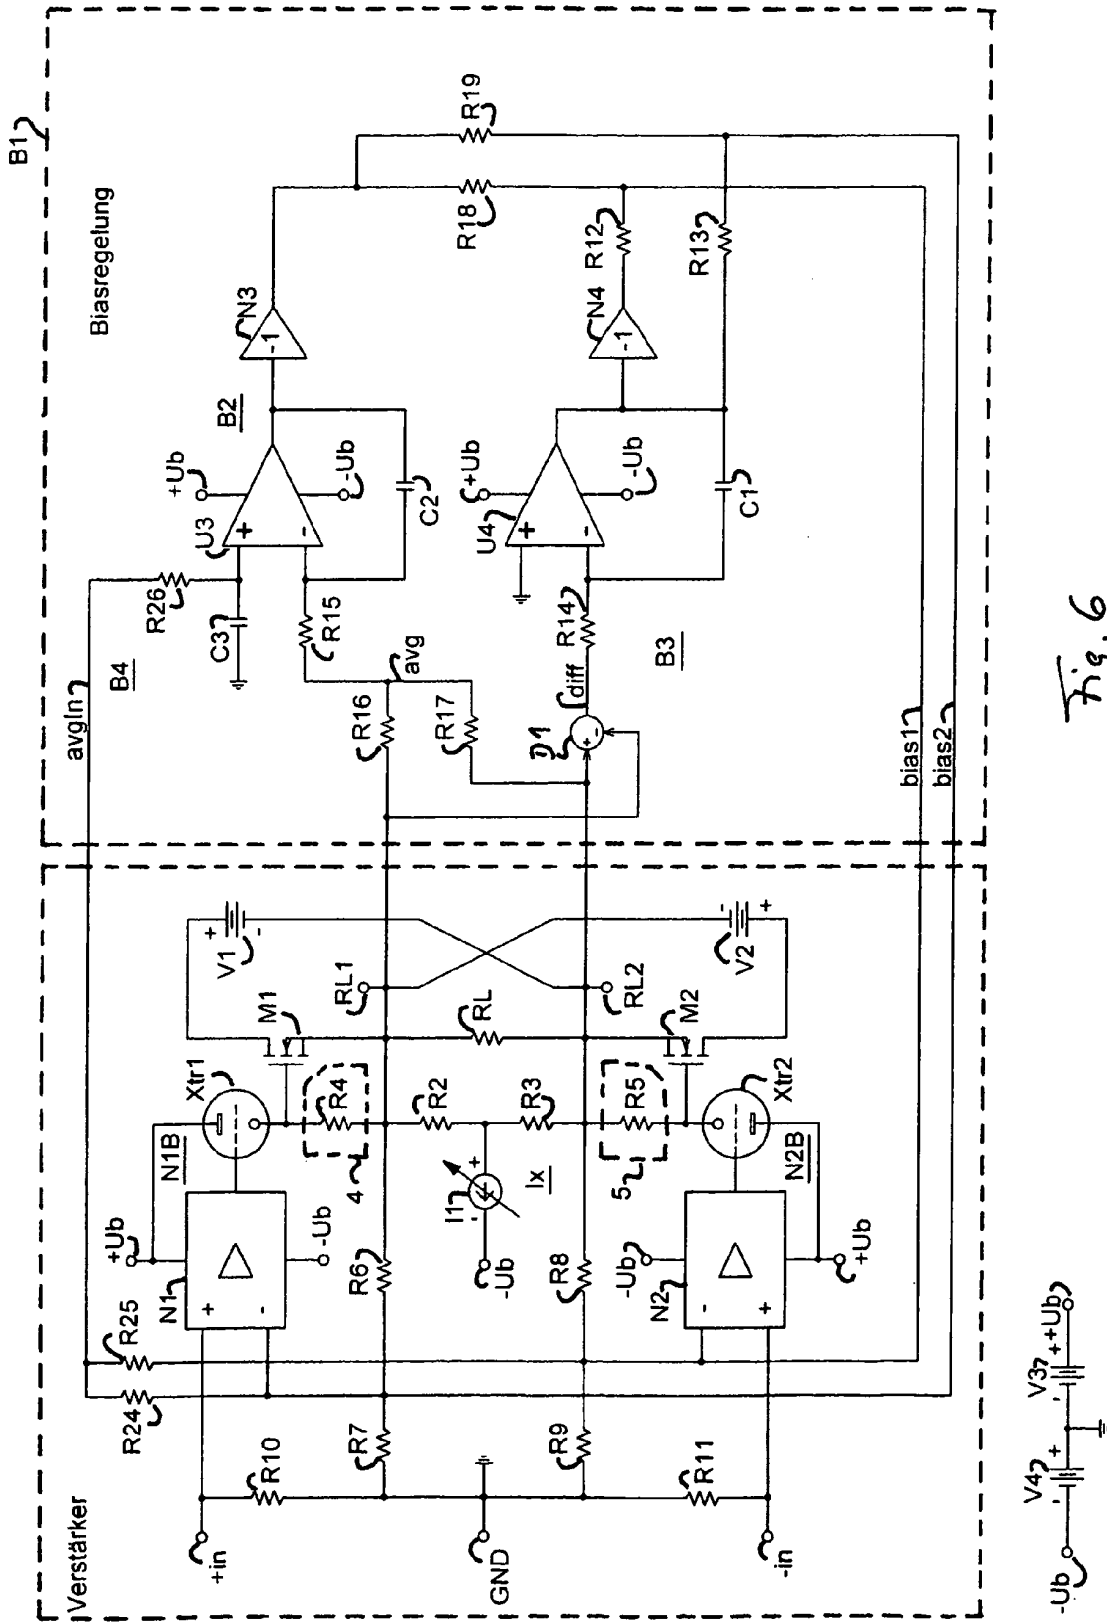 B1
Biasregelung
avgIn
B4
R26
C3
U3
+Ub
-Ub
B2
N3
C2
R15
avg
R16
R17
R18
R19
D1
diff
R14
B3
U4
+Ub
-Ub
N4
-1
-1
R12
R13
C1
bias1
bias2
+
-
+
-
+
-
Verstärker
+in
GND
-in
R10
R11
R24
R25
R7
R9
N1
+
-
+Ub
-Ub
N1B
Xtr1
M1
V1
+
-
R6
R8
4
R4
R2
R3
I1
+
-
-Ub
Ix
5
R5
RL1
RL
RL2
M2
V2
-
+
N2
-
+
-Ub
+Ub
N2B
Xtr2
-Ub
V4
-
+
V3
-
+
+Ub
Fig. 6